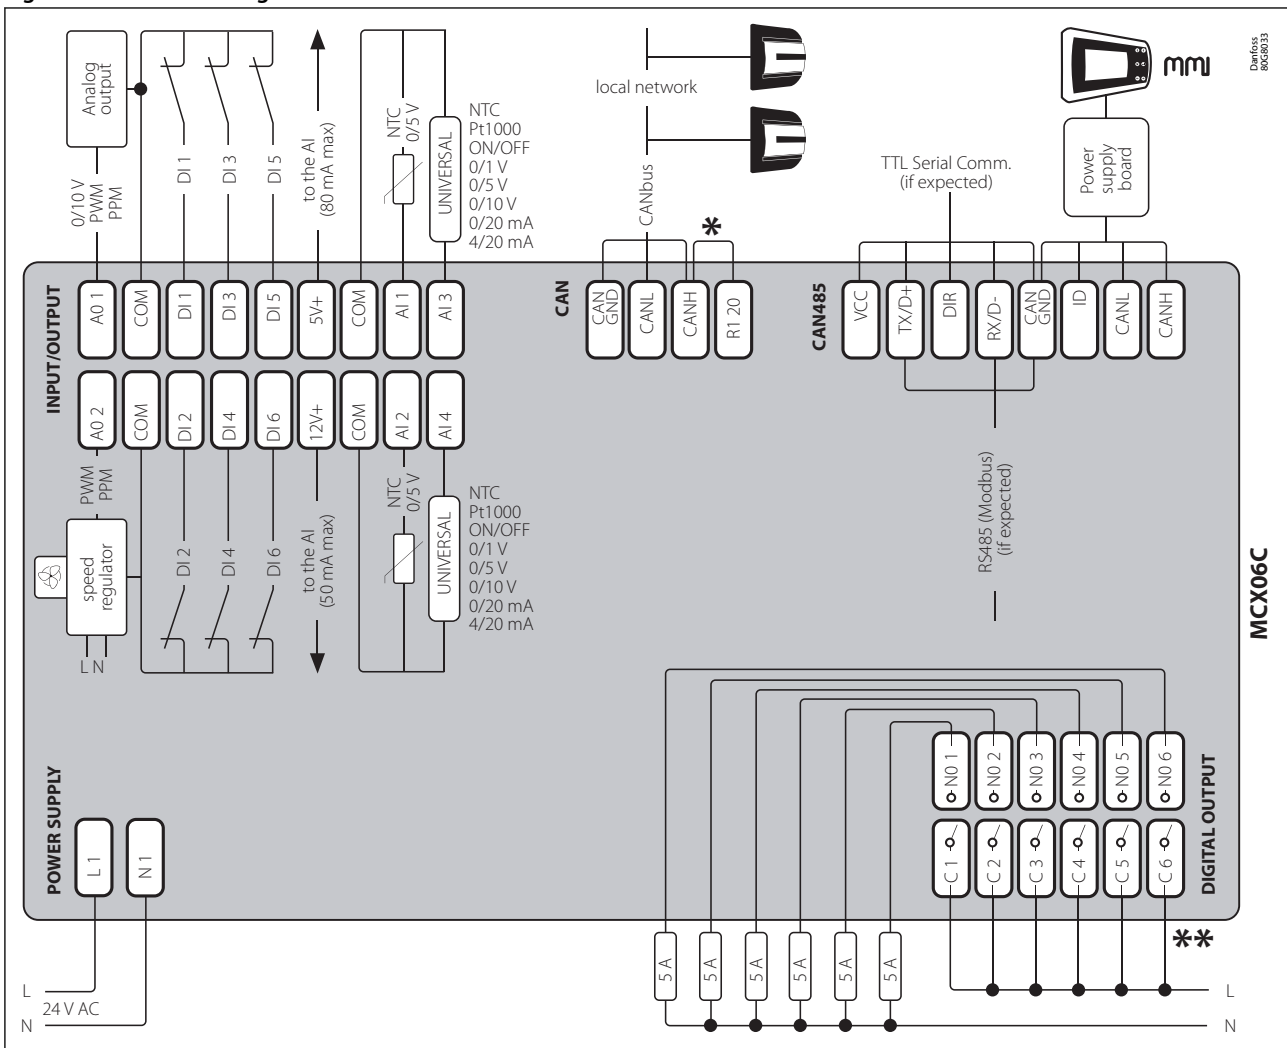 Danfoss
80G8033
Analog
output
0/10 V
PWM
PPM
DI 1
DI 3
DI 5
to the AI
(80 mA max)
NTC
0/5 V
UNIVERSAL
NTC
Pt1000
ON/OFF
0/1 V
0/5 V
0/10 V
0/20 mA
4/20 mA
local network
CANbus
*
TTL Serial Comm.
(if expected)
mmi
Power
supply
board
INPUT/OUTPUT
A0 1
COM
DI 1
DI 3
DI 5
5V+
COM
AI 1
AI 3
CAN
CAN
GND
CANL
CANH
R1 20
CAN485
VCC
TX/D+
DIR
RX/D-
CAN
GND
ID
CANL
CANH
A0 2
COM
DI 2
DI 4
DI 6
12V+
COM
AI 2
AI 4
PWM
PPM
speed
regulator
L N
DI 2
DI 4
DI 6
to the AI
(50 mA max)
NTC
0/5 V
UNIVERSAL
NTC
Pt1000
ON/OFF
0/1 V
0/5 V
0/10 V
0/20 mA
4/20 mA
RS485 (Modbus)
(if expected)
MCX06C
POWER SUPPLY
L 1
N 1
N0 1
N0 2
N0 3
N0 4
N0 5
N0 6
C 1
C 2
C 3
C 4
C 5
C 6
DIGITAL OUTPUT
**
5 A
5 A
5 A
5 A
5 A
5 A
L
24 V AC
N
L
N